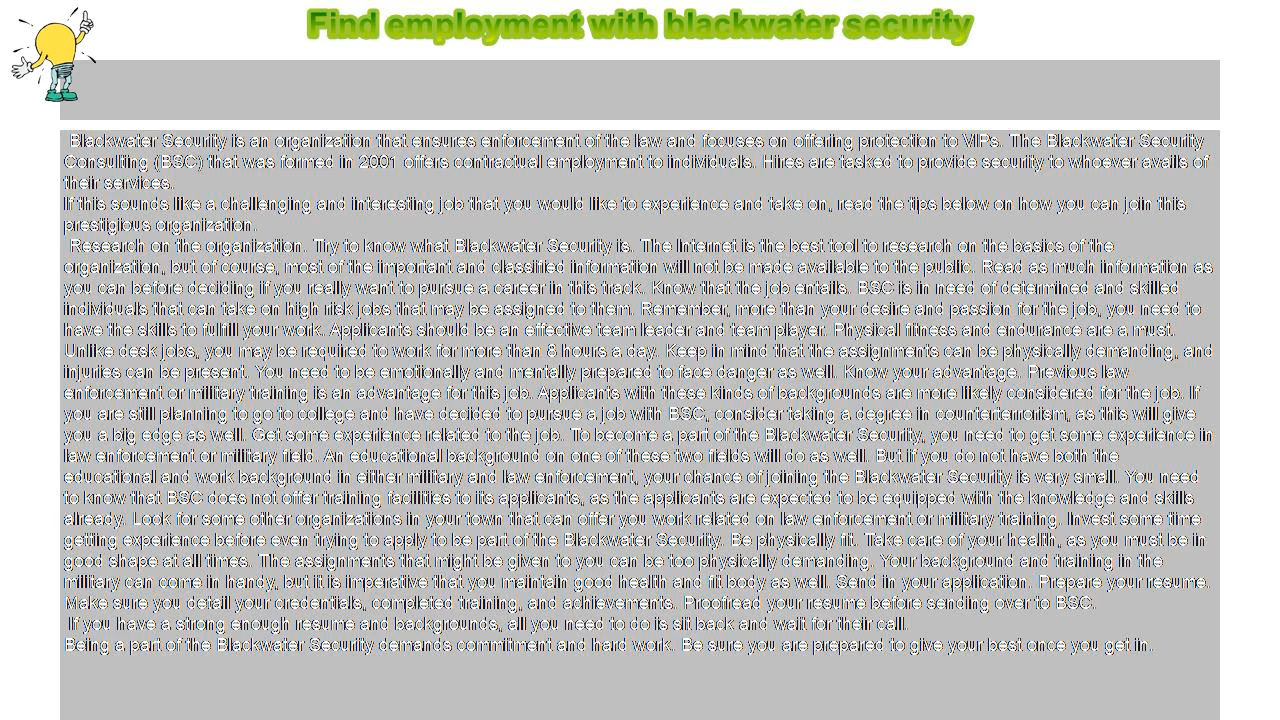 Find employment with blackwater security
Blackwater Security is an organization that ensures enforcement of the law and focuses on offering protection to VIPs. The Blackwater Security
Consulting (BSC) that was formed in 2001 offers contractual employment to individuals. Hires are tasked to provide security to whoever avails of
their services.
If this sounds like a challenging and interesting job that you would like to experience and take on, read the tips below on how you can join this
prestigious organization.
Research on the organization. Try to know what Blackwater Security is. The Internet is the best tool to research on the basics of the
organization, but of course, most of the important and classified information will not be made available to the public. Read as much information as
you can before deciding if you really want to pursue a career in this track. Know that the job entails. BSC is in need of determined and skilled
individuals that can take on high risk jobs that may be assigned to them. Remember, more than your desire and passion for the job, you need to
have the skills to fulfill your work. Applicants should be an effective team leader and team player. Physical fitness and endurance are a must.
Unlike desk jobs, you may be required to work for more than 8 hours a day. Keep in mind that the assignments can be physically demanding, and
injuries can be present. You need to be emotionally and mentally prepared to face danger as well. Know your advantage. Previous law
enforcement or military training is an advantage for this job. Applicants with these kinds of backgrounds are more likely considered for the job. If
you are still planning to go to college and have decided to pursue a job with BSC, consider taking a degree in counterterrorism, as this will give
you a big edge as well. Get some experience related to the job. To become a part of the Blackwater Security, you need to get some experience in
law enforcement or military field. An educational background on one of these two fields will do as well. But if you do not have both the
educational and work background in either military and law enforcement, your chance of joining the Blackwater Security is very small. You need
to know that BSC does not offer training facilities to its applicants, as the applicants are expected to be equipped with the knowledge and skills
already. Look for some other organizations in your town that can offer you work related on law enforcement or military training. Invest some time
getting experience before even trying to apply to be part of the Blackwater Security. Be physically fit. Take care of your health, as you must be in
good shape at all times. The assignments that might be given to you can be too physically demanding. Your background and training in the
military can come in handy, but it is imperative that you maintain good health and fit body as well. Send in your application. Prepare your resume.
Make sure you detail your credentials, completed training, and achievements. Proofread your resume before sending over to BSC.
If you have a strong enough resume and backgrounds, all you need to do is sit back and wait for their call.
Being a part of the Blackwater Security demands commitment and hard work. Be sure you are prepared to give your best once you get in.